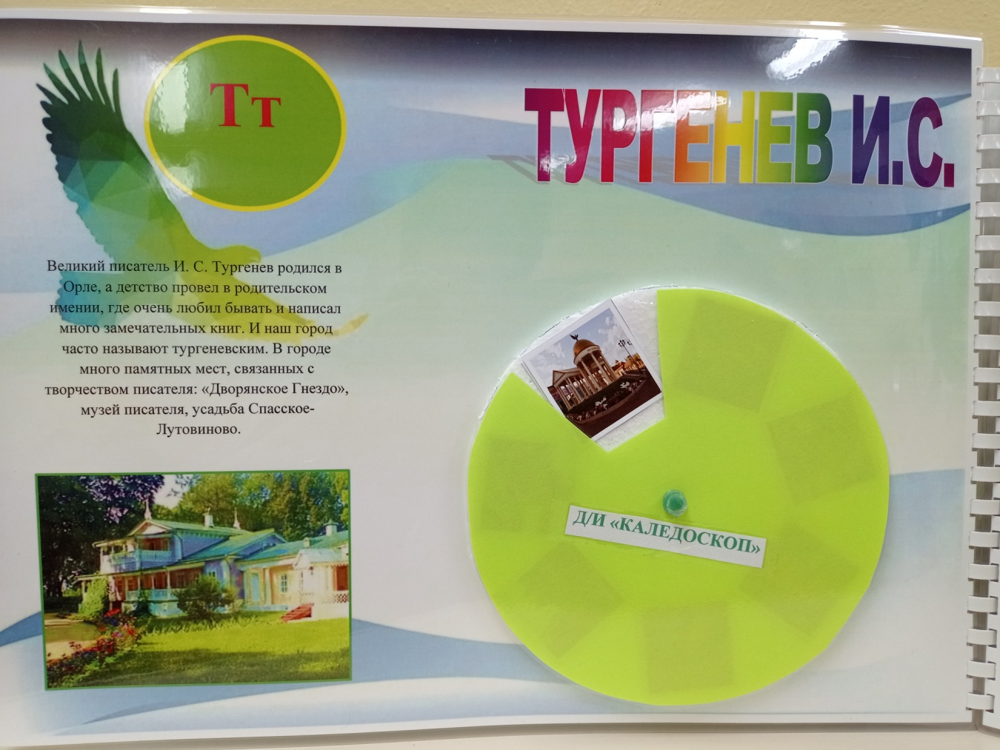 Тт
ТУРГЕНЕВ И.С.
Великий писатель И. С. Тургенев родился в
Орле, а детство провел в родительском
имении, где очень любил бывать и написал
много замечательных книг. И наш город
часто называют тургеневским. В городе
много памятных мест, связанных с
творчеством писателя: «Дворянское Гнездо»,
музей писателя, усадьба Спасское-
Лутовиново.
Д/И «КАЛЕДОСКОП»